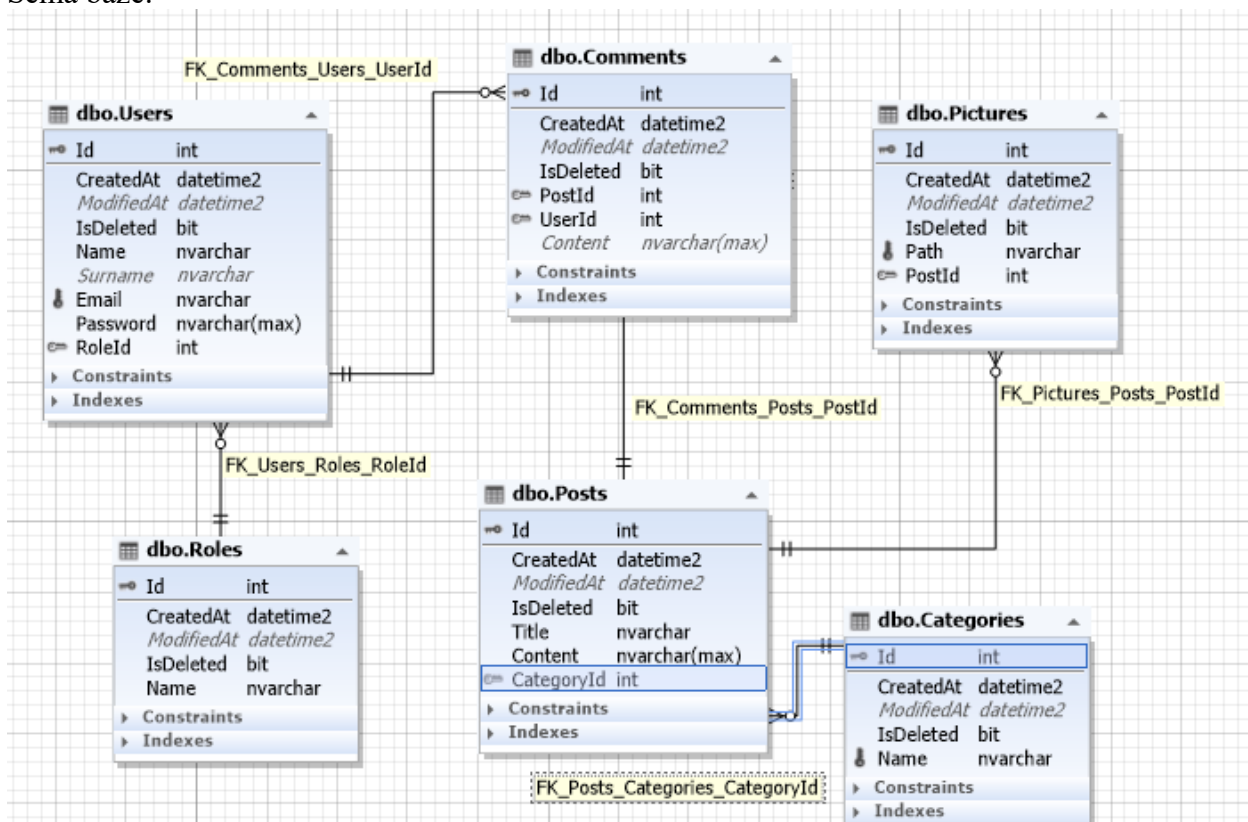 Šema baze:
FK_Comments_Users_UserId
dbo.Users
Id int
CreatedAt datetime2
ModifiedAt datetime2
IsDeleted bit
Name nvarchar
Surname nvarchar
Email nvarchar
Password nvarchar(max)
RoleId int
Constraints
Indexes
dbo.Comments
Id int
CreatedAt datetime2
ModifiedAt datetime2
IsDeleted bit
PostId int
UserId int
Content nvarchar(max)
Constraints
Indexes
dbo.Pictures
Id int
CreatedAt datetime2
ModifiedAt datetime2
IsDeleted bit
Path nvarchar
PostId int
Constraints
Indexes
FK_Users_Roles_RoleId
FK_Comments_Posts_PostId
FK_Pictures_Posts_PostId
dbo.Roles
Id int
CreatedAt datetime2
ModifiedAt datetime2
IsDeleted bit
Name nvarchar
Constraints
Indexes
dbo.Posts
Id int
CreatedAt datetime2
ModifiedAt datetime2
IsDeleted bit
Title nvarchar
Content nvarchar(max)
CategoryId int
Constraints
Indexes
FK_Posts_Categories_CategoryId
dbo.Categories
Id int
CreatedAt datetime2
ModifiedAt datetime2
IsDeleted bit
Name nvarchar
Constraints
Indexes